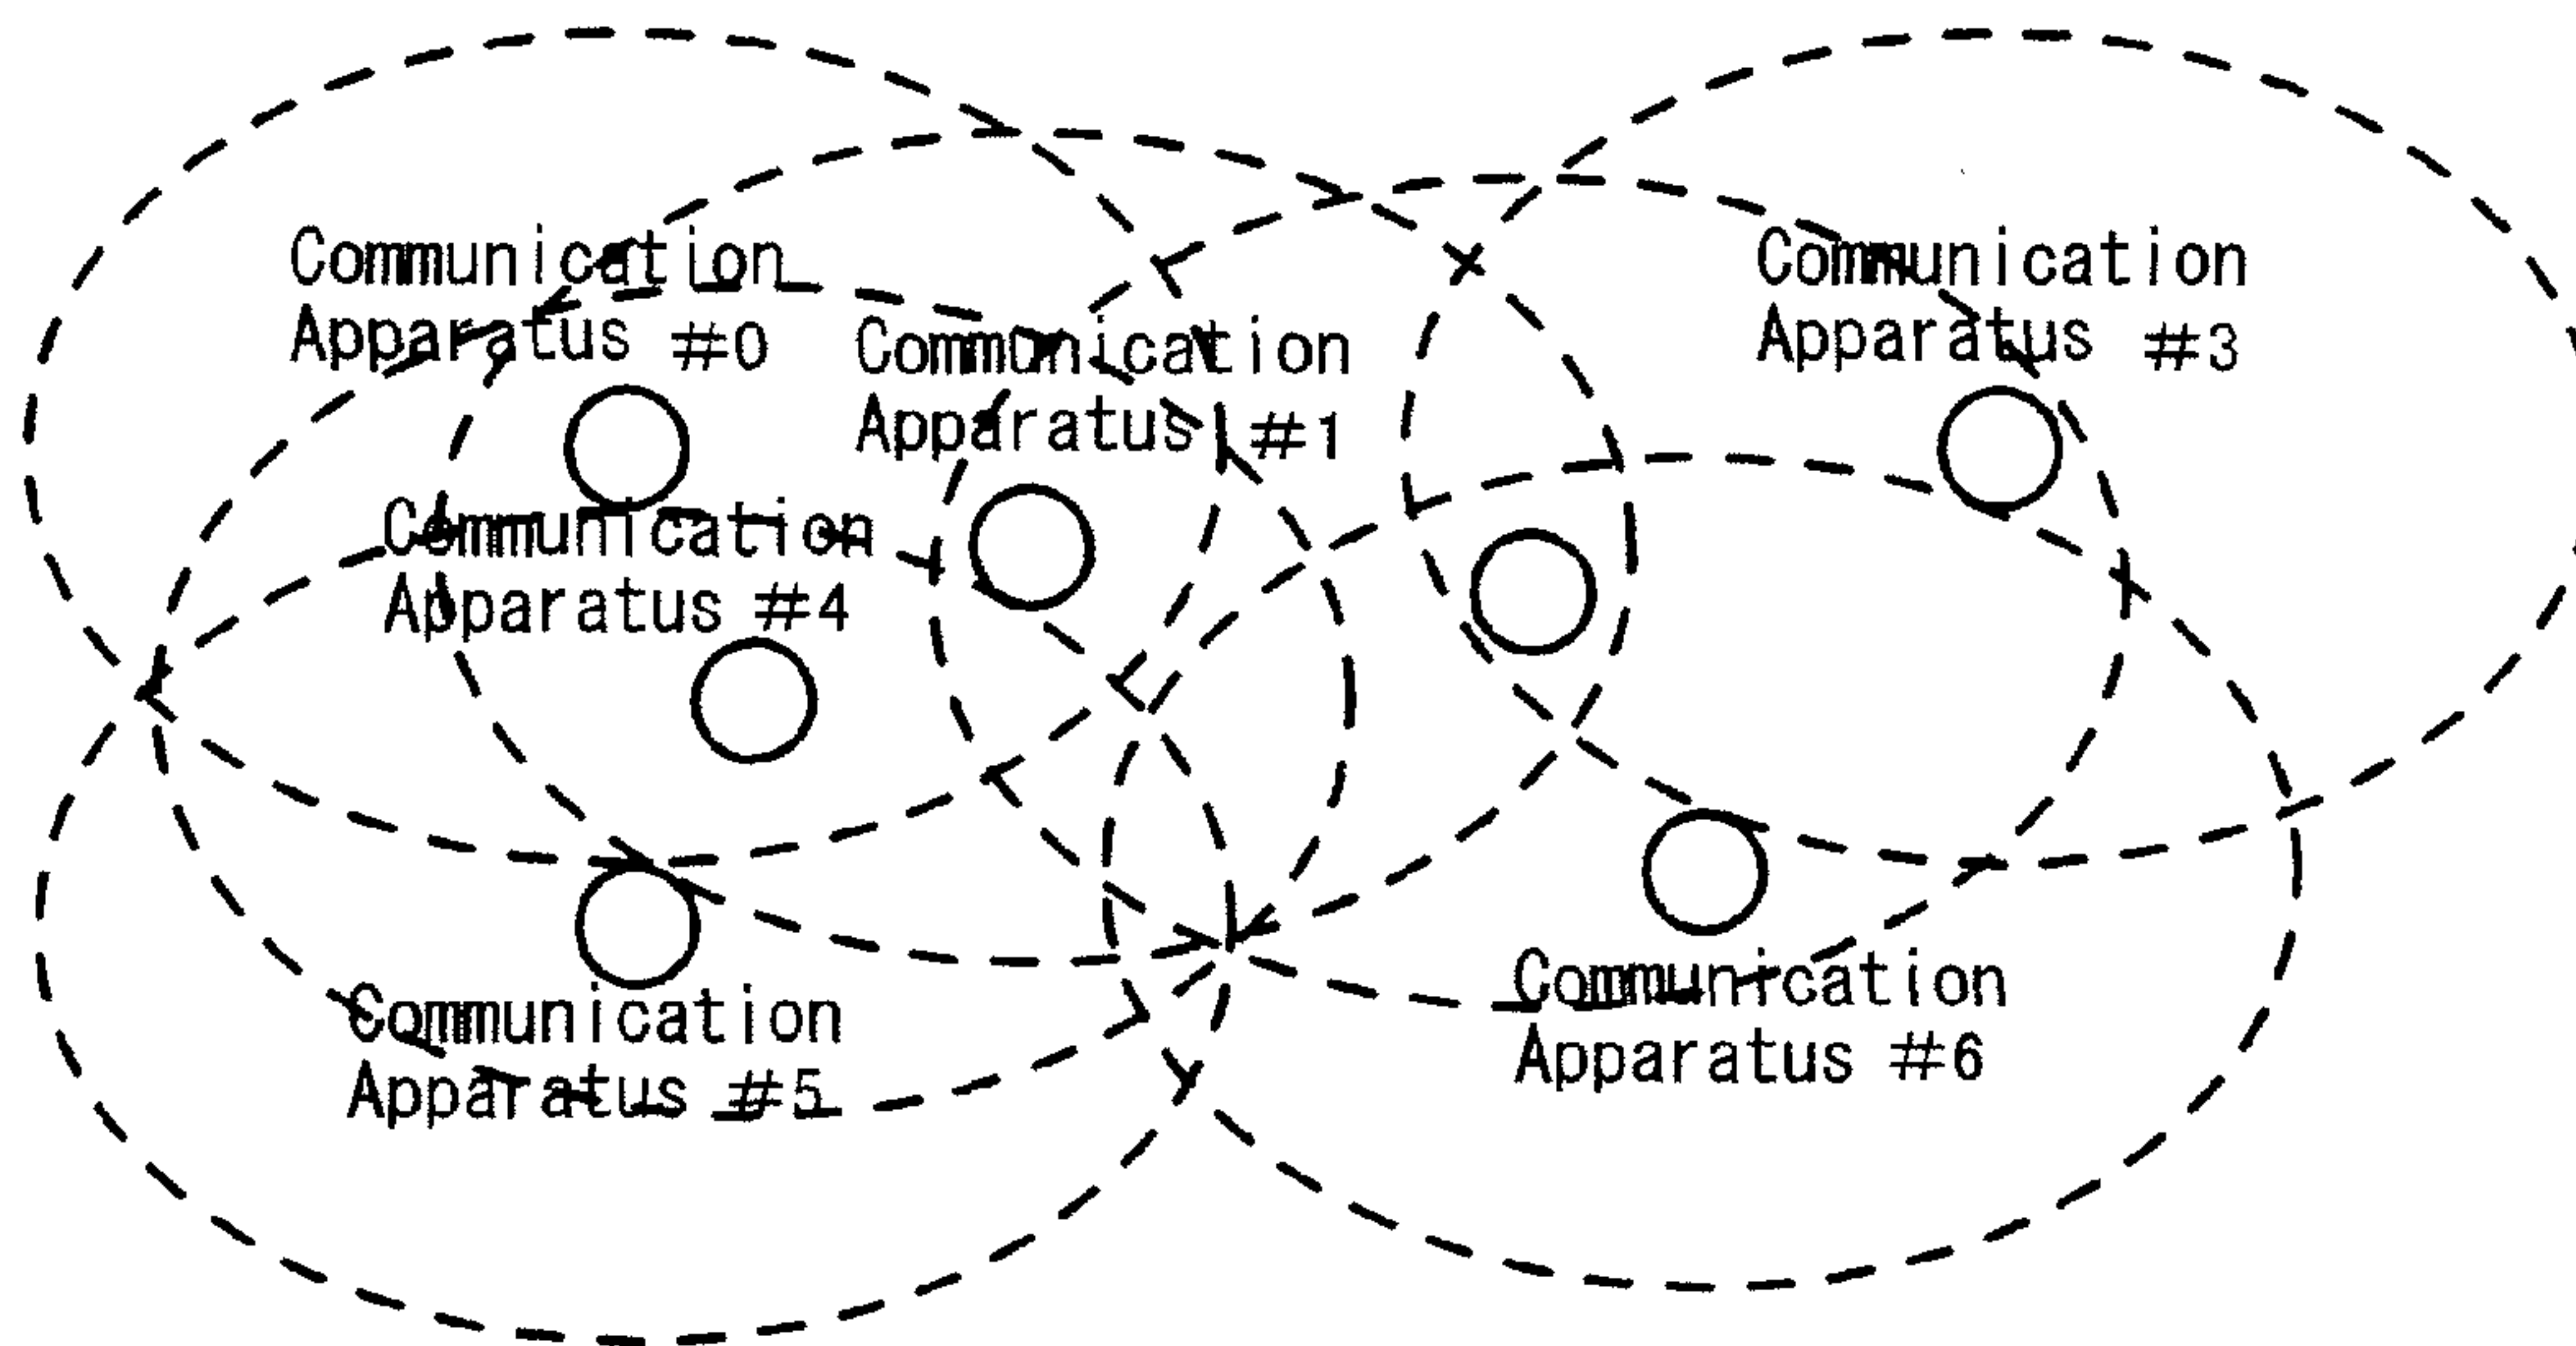 Communication
Apparatus #0
Communication
Apparatus #1
Communication
Apparatus #3
Communication
Apparatus #4
Communication
Apparatus #5
Communication
Apparatus #6